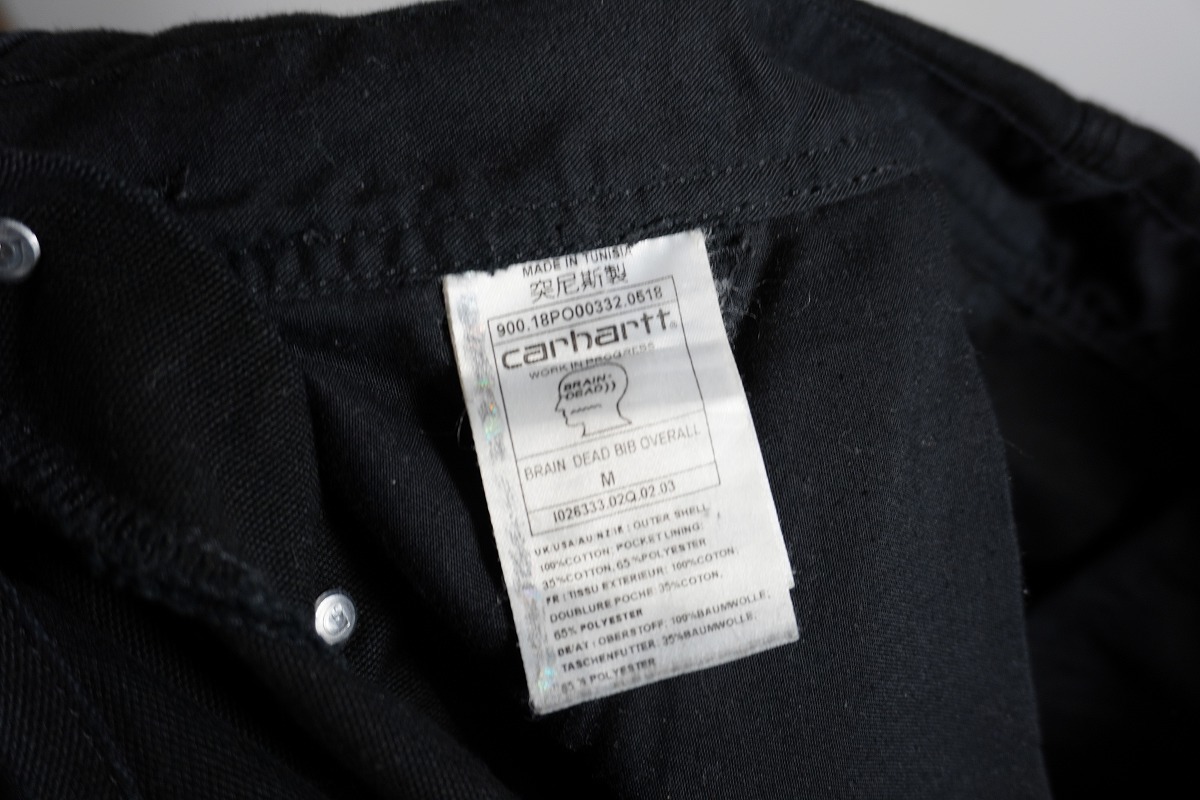 MADE IN TUNISIA
突尼斯製
900.18PO00332.0518
carhartt®
WORK IN PROGRESS
BRAIN-
DEAD))
BRAIN DEAD BIB OVERALL
M
I026333.02Q.02.03
UK/USA/AU/NZ/IE : OUTER SHELL:
100%COTTON; POCKET LINING:
35%COTTON, 65%POLYESTER
FR : TISSU EXTERIEUR: 100%COTON;
DOUBLURE POCHE: 35%COTON,
65% POLYESTER
DE/AT : OBERSTOFF: 100%BAUMWOLLE;
TASCHENFUTTER: 35%BAUMWOLLE,
65% POLYESTER